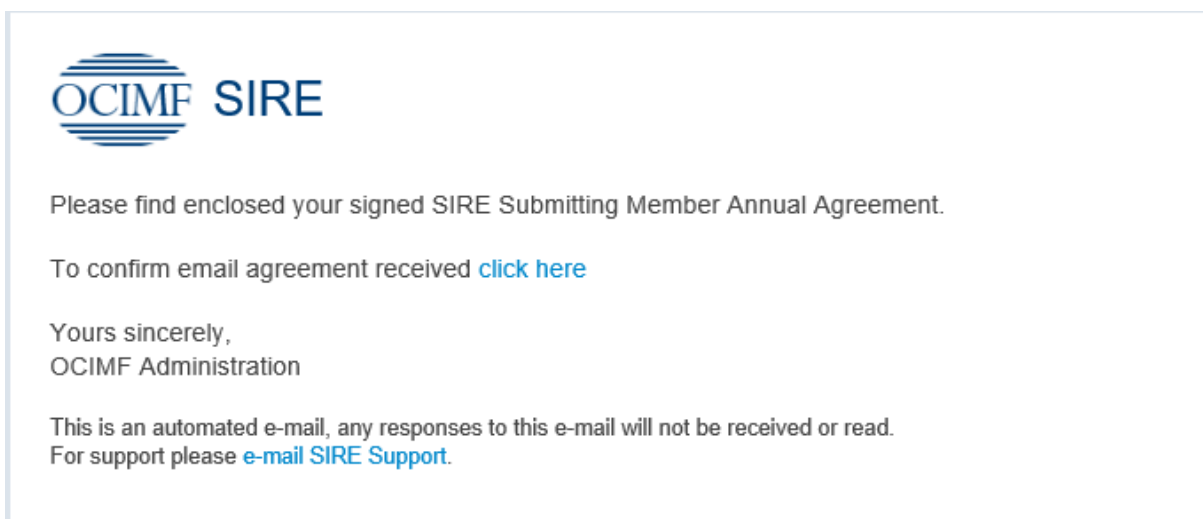 OCIMF SIRE
Please find enclosed your signed SIRE Submitting Member Annual Agreement.
To confirm email agreement received click here
Yours sincerely,
OCIMF Administration
This is an automated e-mail, any responses to this e-mail will not be received or read.
For support please e-mail SIRE Support.